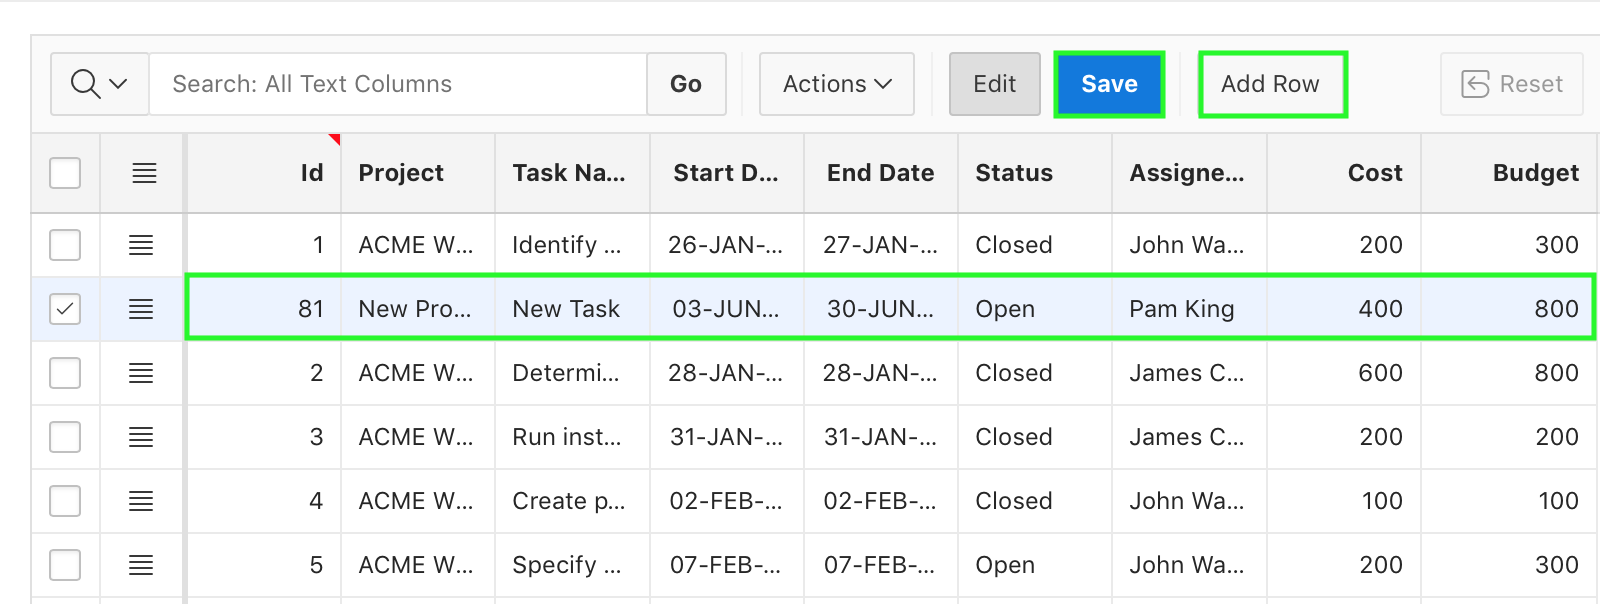 Search: All Text Columns Go Actions Edit Save Add Row Reset
Id Project Task Na... Start D... End Date Status Assigne... Cost Budget
1 ACME W... Identify ... 26-JAN-... 27-JAN-... Closed John Wa... 200 300
81 New Pro... New Task 03-JUN... 30-JUN... Open Pam King 400 800
2 ACME W... Determi... 28-JAN-... 28-JAN-... Closed James C... 600 800
3 ACME W... Run inst... 31-JAN-... 31-JAN-... Closed James C... 200 200
4 ACME W... Create p... 02-FEB-... 02-FEB-... Closed John Wa... 100 100
5 ACME W... Specify ... 07-FEB-... 07-FEB-... Open John Wa... 200 300